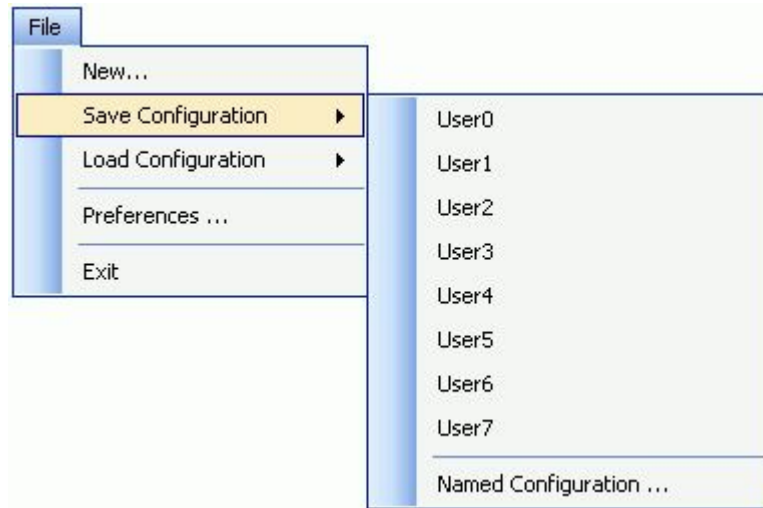 File
New...
Save Configuration
Load Configuration
Preferences ...
Exit
User0
User1
User2
User3
User4
User5
User6
User7
Named Configuration ...